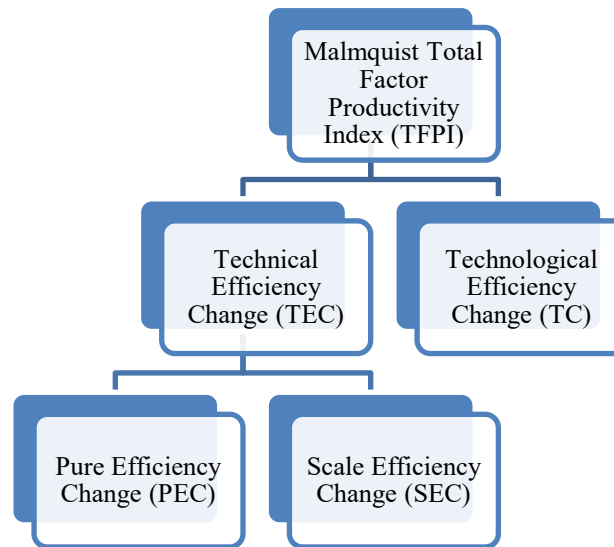 Malmquist Total
Factor
Productivity
Index (TFPI)
Technical
Efficiency
Change (TEC)
Technological
Efficiency
Change (TC)
Pure Efficiency
Change (PEC)
Scale Efficiency
Change (SEC)